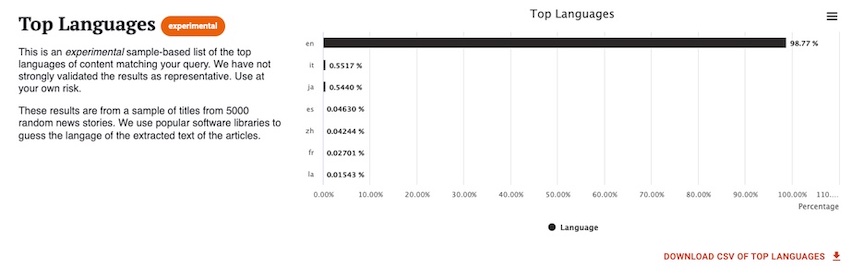 Top Languages experimental
This is an experimental sample-based list of the top
languages of content matching your query. We have not
strongly validated the results as representative. Use at
your own risk.
These results are from a sample of titles from 5000
random news stories. We use popular software libraries to
guess the langage of the extracted text of the articles.
Top Languages
en 98.77 %
it 0.5517 %
ja 0.5440 %
es 0.04630 %
zh 0.04244 %
fr 0.02701 %
la 0.01543 %
0.00% 10.00% 20.00% 30.00% 40.00% 50.00% 60.00% 70.00% 80.00% 90.00% 100.00% 110....
Percentage
Language
DOWNLOAD CSV OF TOP LANGUAGES